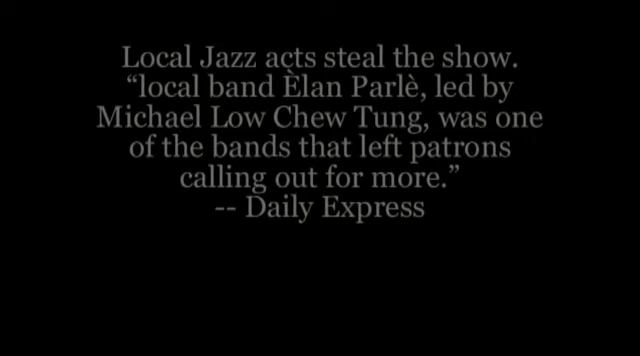 Local Jazz acts steal the show.
“local band Èlan Parlè, led by
Michael Low Chew Tung, was one
of the bands that left patrons
calling out for more.”
-- Daily Express